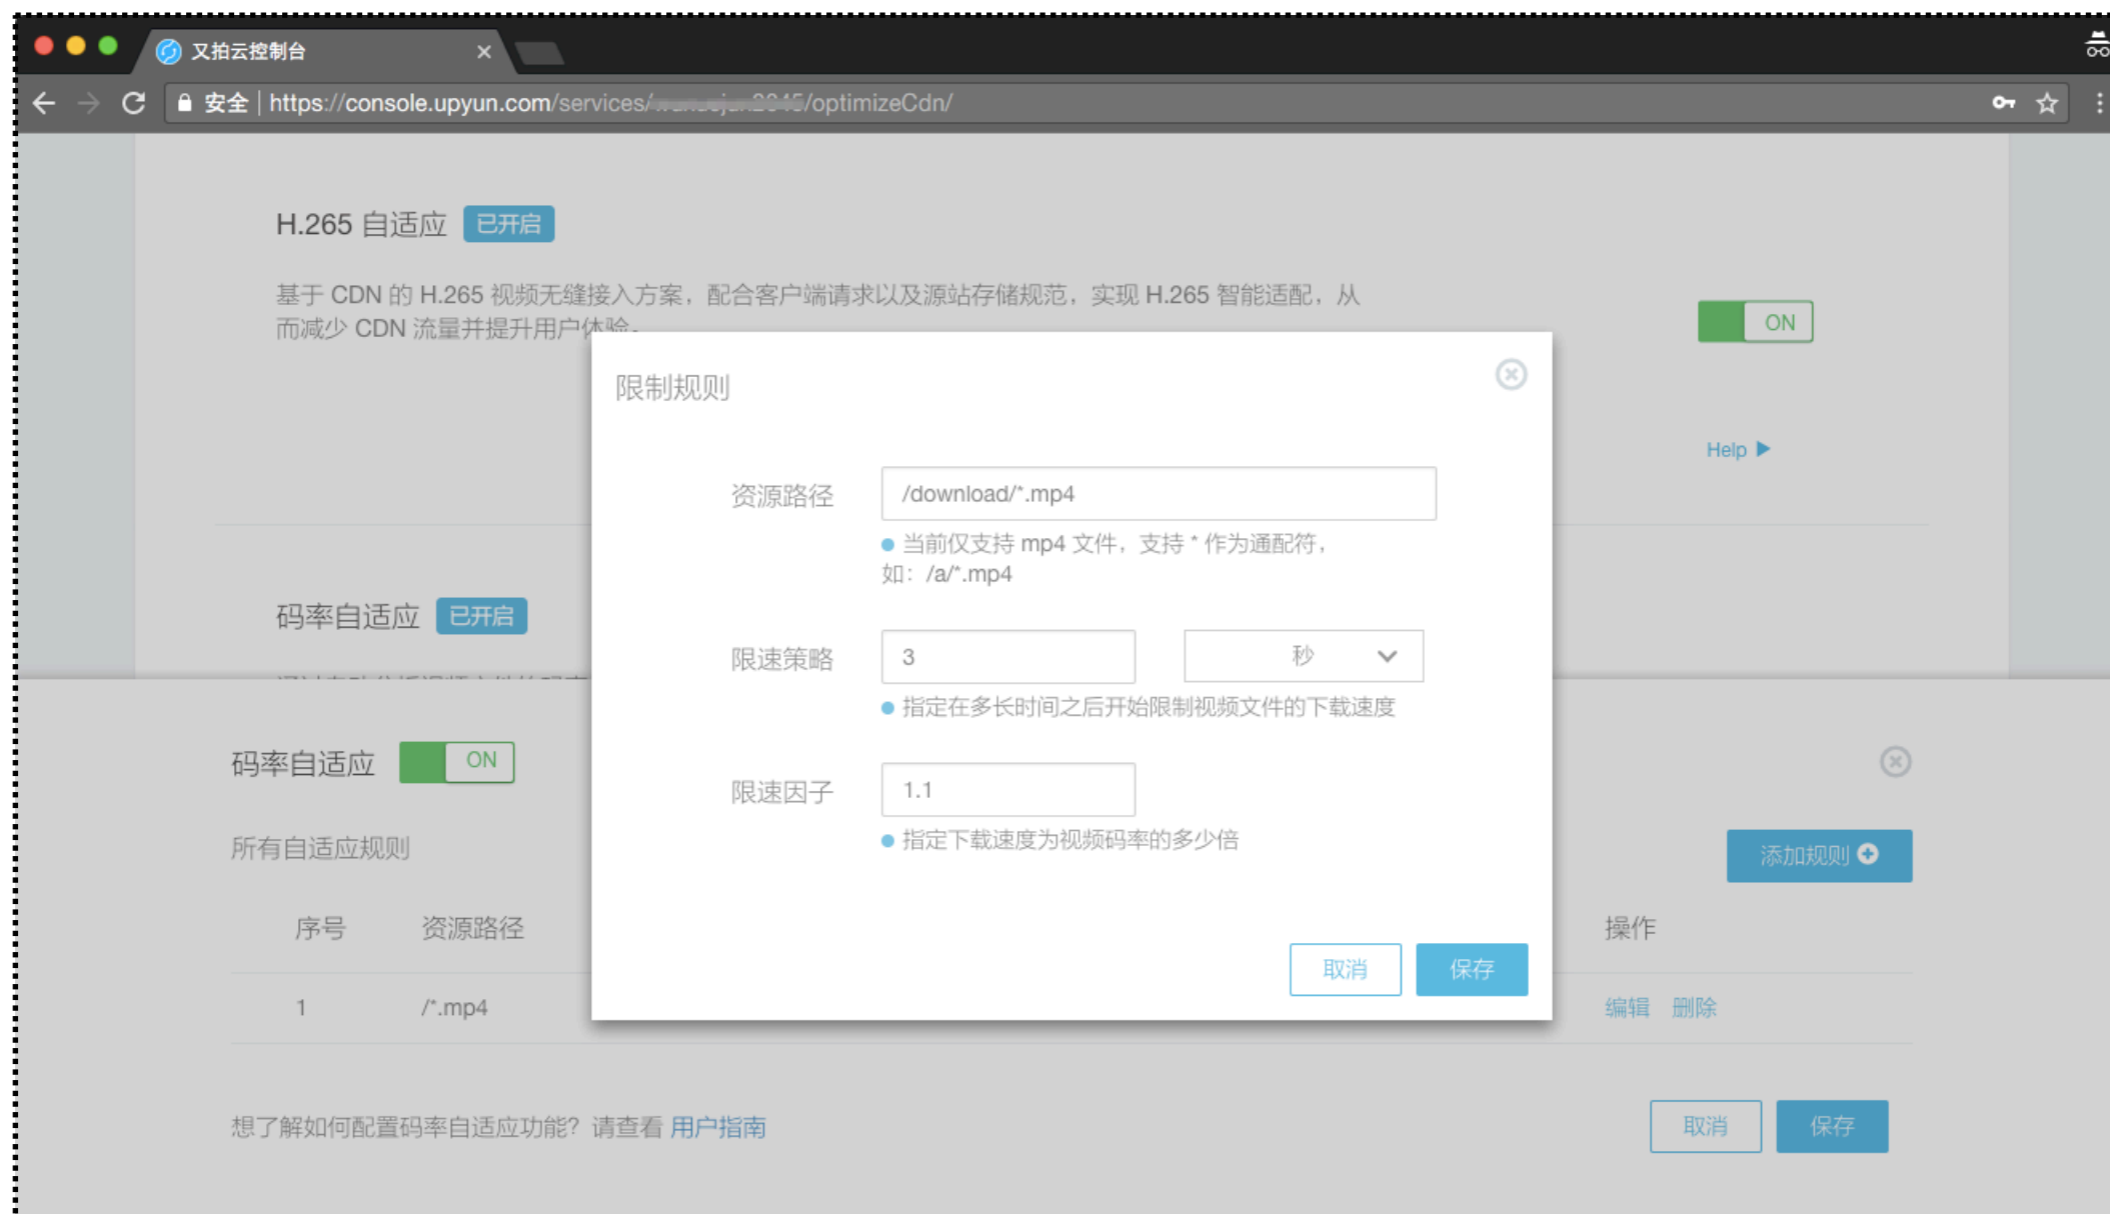 又拍云控制台
安全 | https://console.upyun.com/services/ /optimizeCdn/
H.265 自适应 已开启
基于 CDN 的 H.265 视频无缝接入方案，配合客户端请求以及源站存储规范，实现 H.265 智能适配，从
而减少 CDN 流量并提升用户体验。
ON
Help
限制规则
资源路径 /download/*.mp4
当前仅支持 mp4 文件，支持 * 作为通配符，
如：/a/*.mp4
码率自适应 已开启
限速策略 3 秒
指定在多长时间之后开始限制视频文件的下载速度
限速因子 1.1
指定下载速度为视频码率的多少倍
取消 保存
码率自适应 ON
所有自适应规则
添加规则
序号 资源路径 操作
1 /*.mp4 编辑 删除
想了解如何配置码率自适应功能？请查看 用户指南
取消 保存